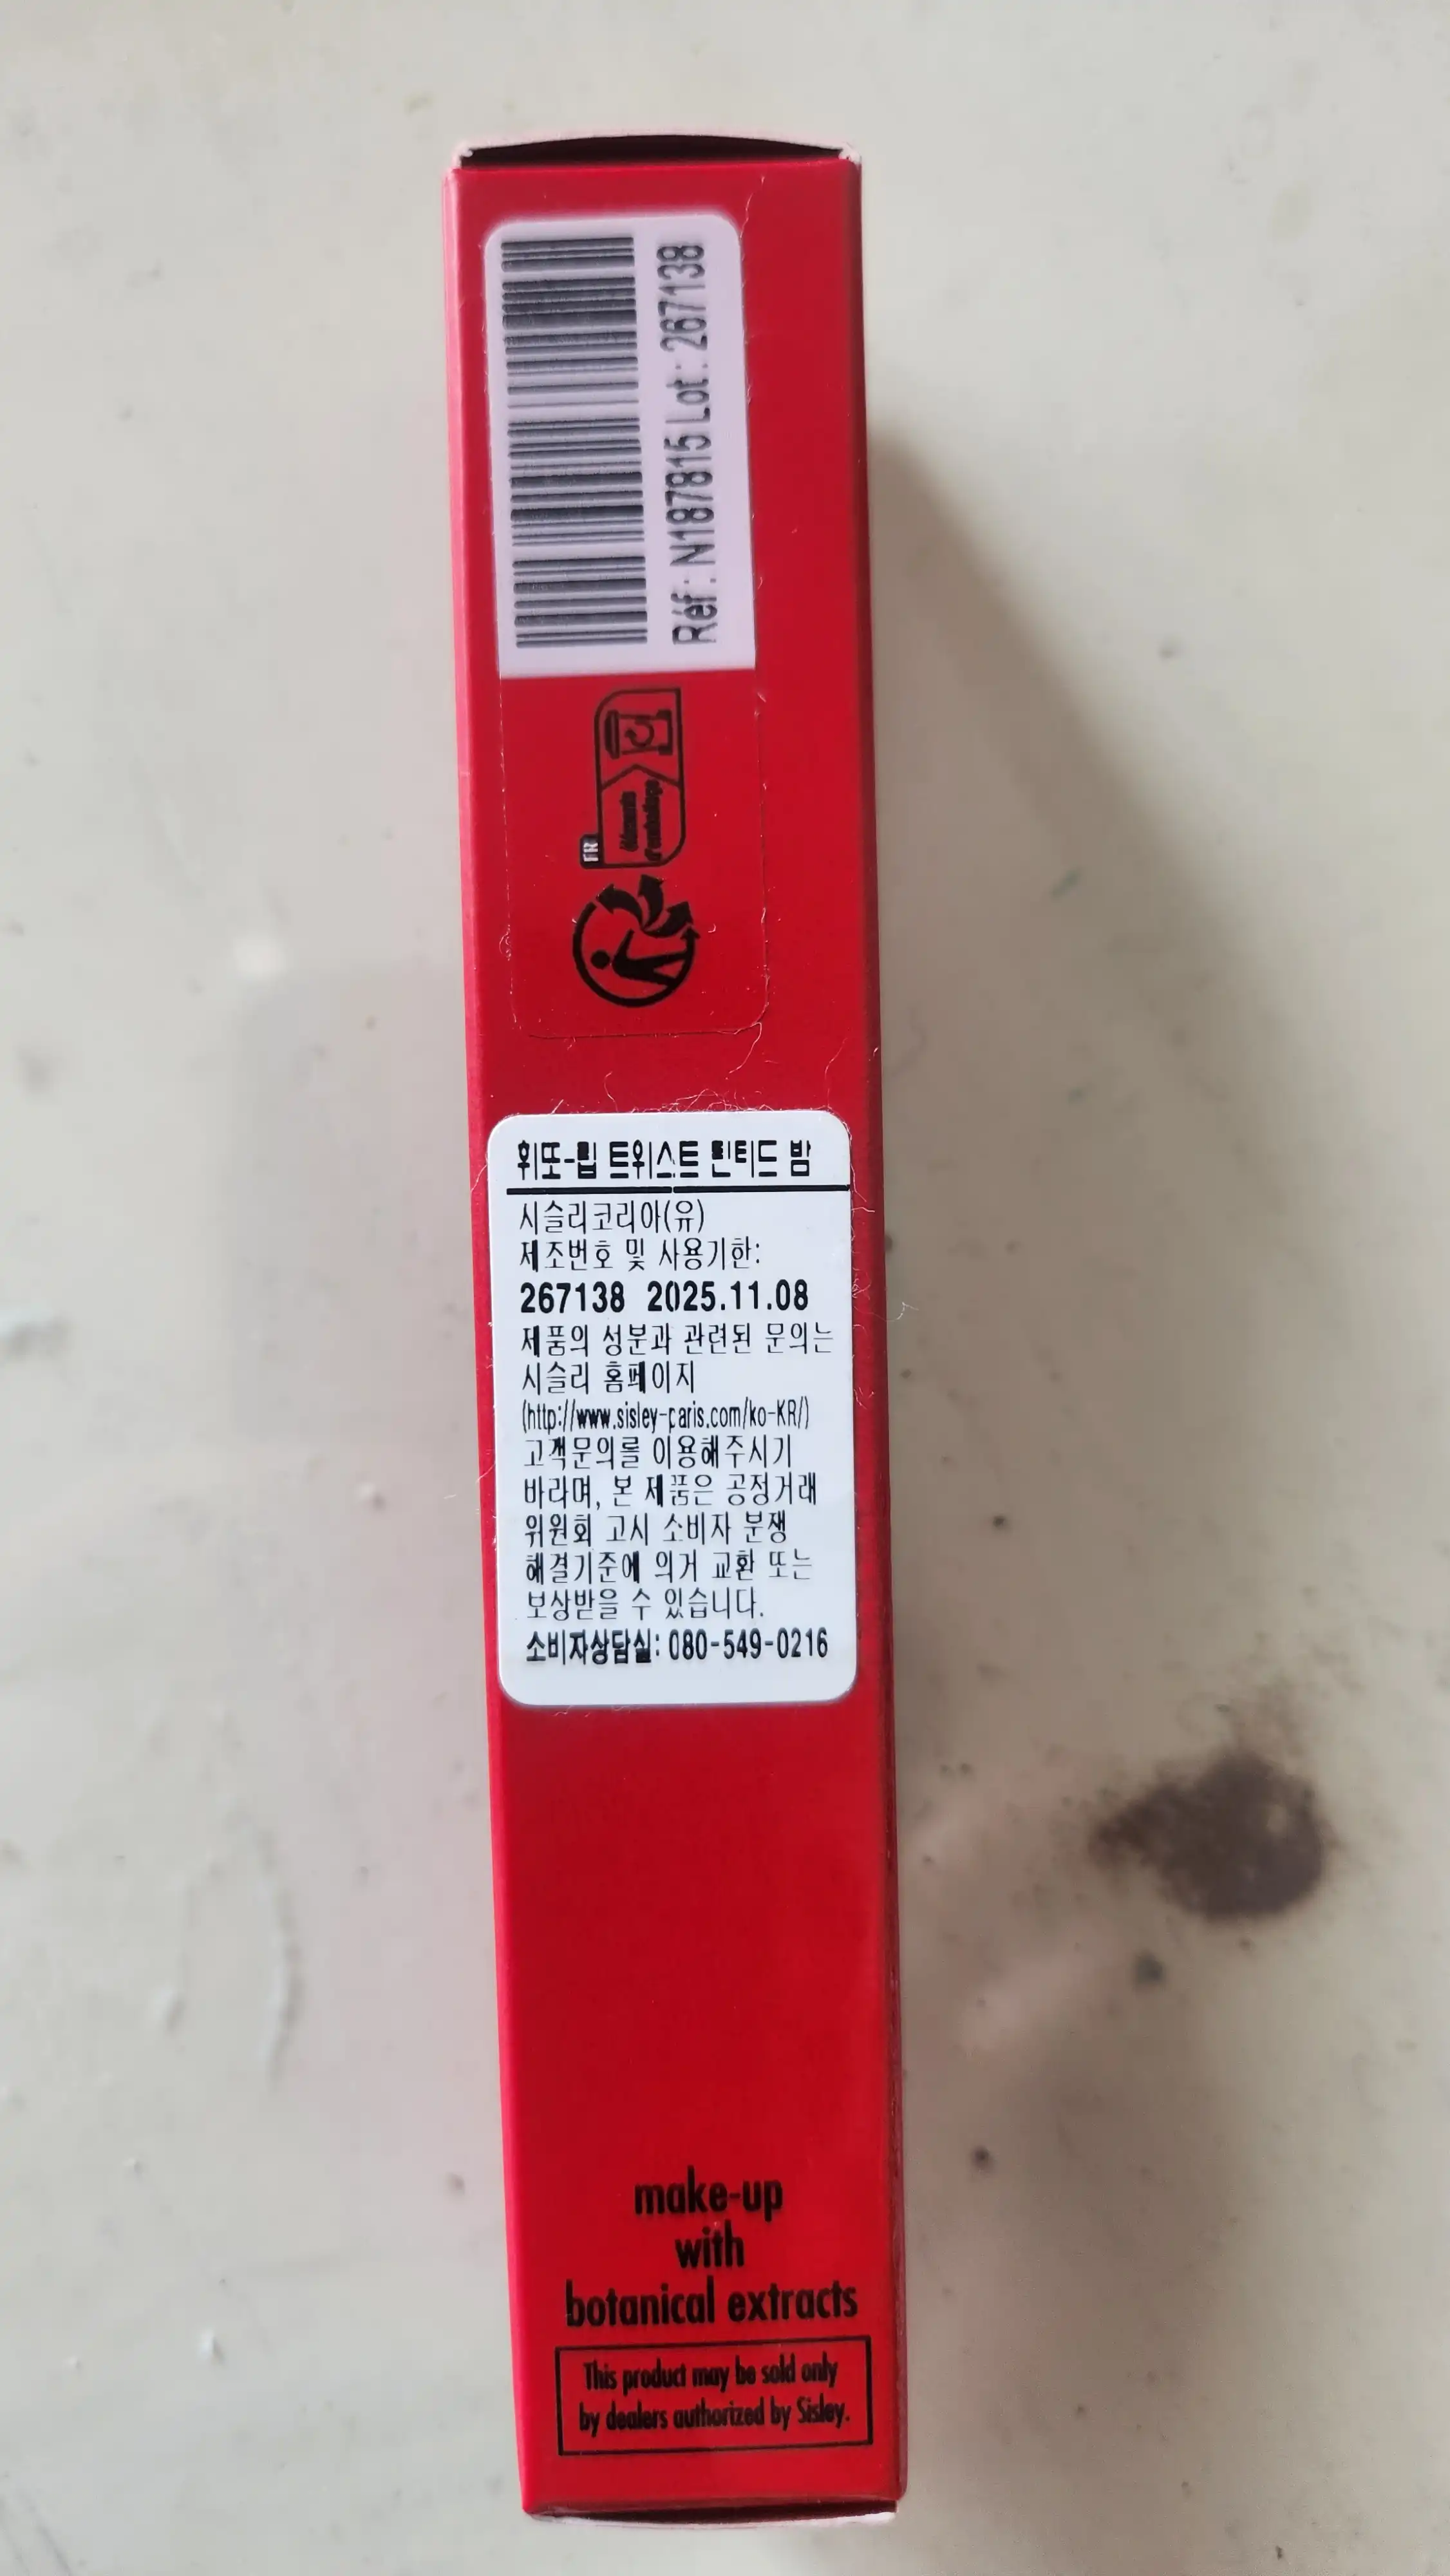 Réf : N187815 Lot : 267138
FR
Éléments
d'emballage
휘또-립 트위스트 틴티드 밤
시슬리코리아(유)
제조번호 및 사용기한:
267138 2025.11.08
제품의 성분과 관련된 문의는
시슬리 홈페이지
(http://www.sisley-paris.com/ko-KR/)
고객문의를 이용해주시기
바라며, 본 제품은 공정거래
위원회 고시 소비자 분쟁
해결기준에 의거 교환 또는
보상받을 수 있습니다.
소비자상담실: 080-549-0216
make-up
with
botanical extracts
This product may be sold only
by dealers authorized by Sisley.